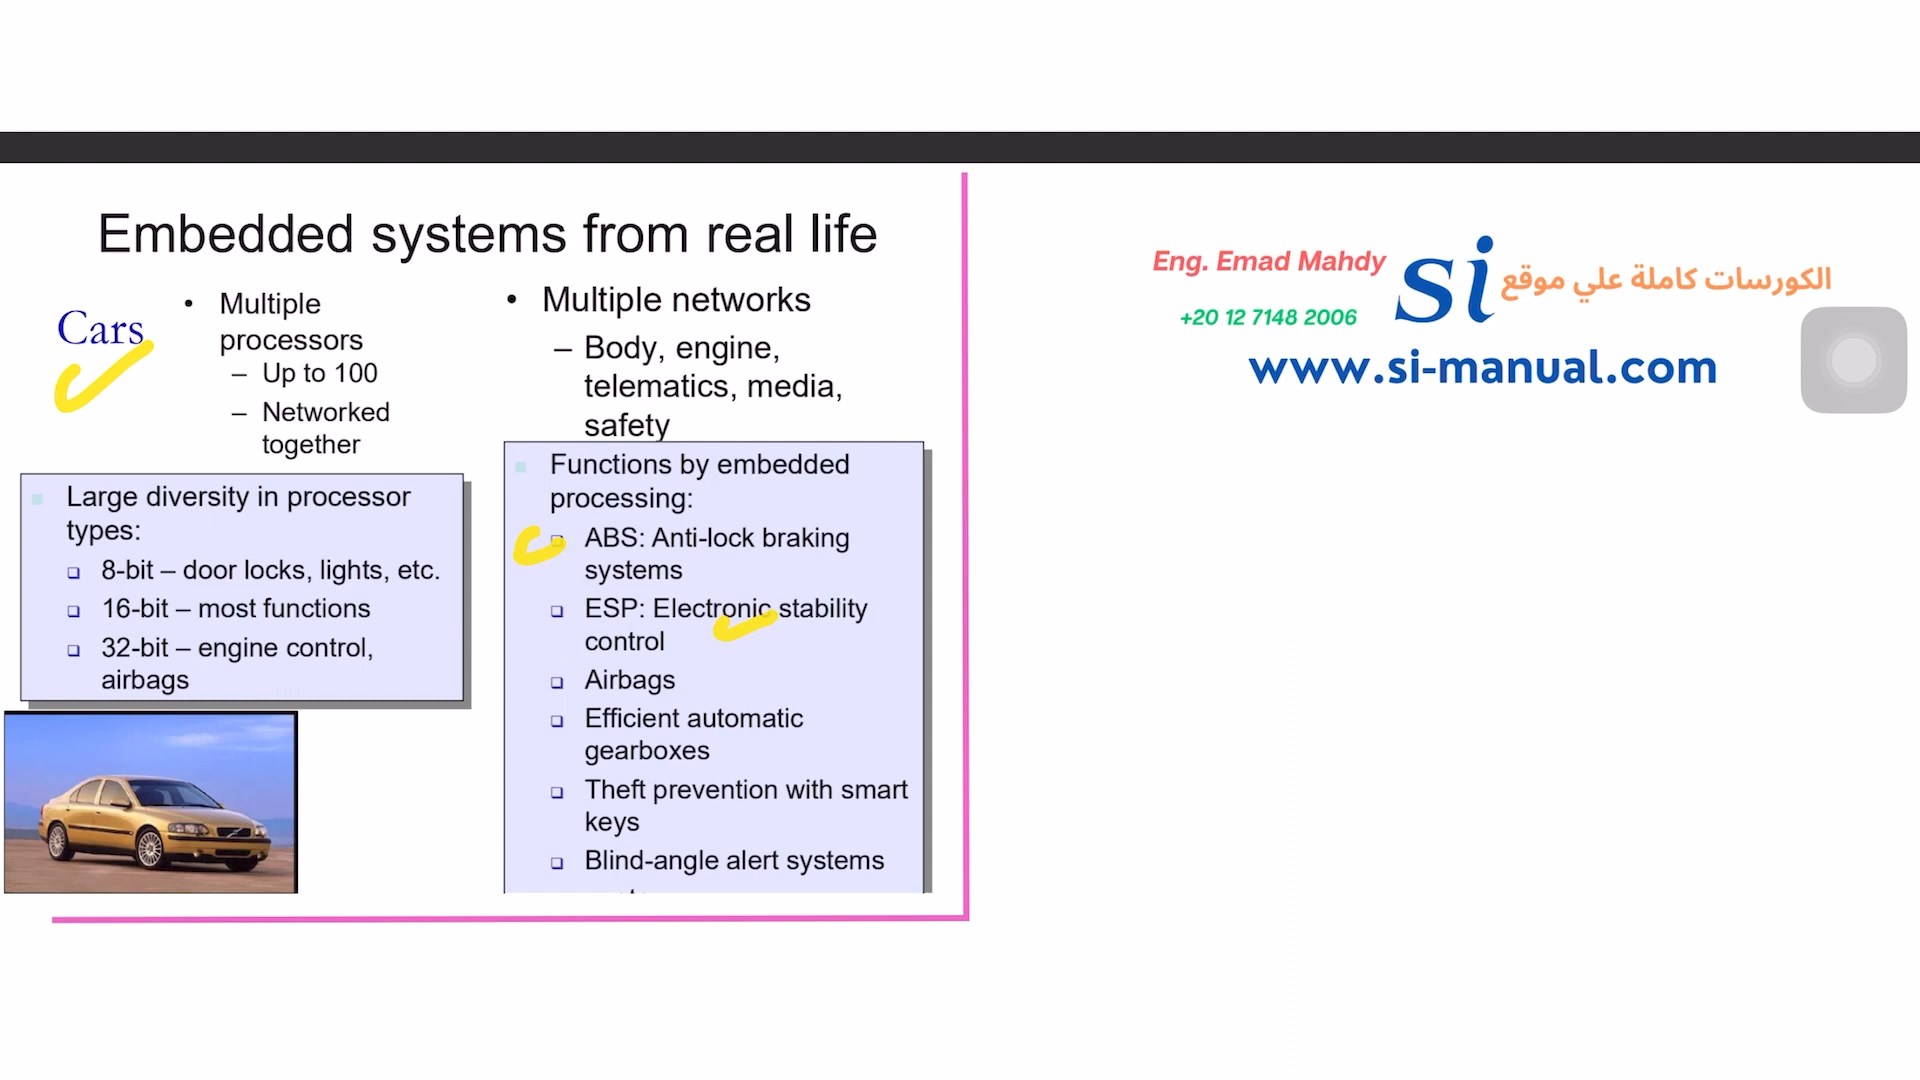 Embedded systems from real life
Cars
• Multiple
processors
– Up to 100
– Networked
together
Large diversity in processor
types:
8-bit – door locks, lights, etc.
16-bit – most functions
32-bit – engine control,
airbags
• Multiple networks
– Body, engine,
telematics, media,
safety
Functions by embedded
processing:
ABS: Anti-lock braking
systems
ESP: Electronic stability
control
Airbags
Efficient automatic
gearboxes
Theft prevention with smart
keys
Blind-angle alert systems
Eng. Emad Mahdy
+20 12 7148 2006
si
الكورسات كاملة علي موقع
www.si-manual.com